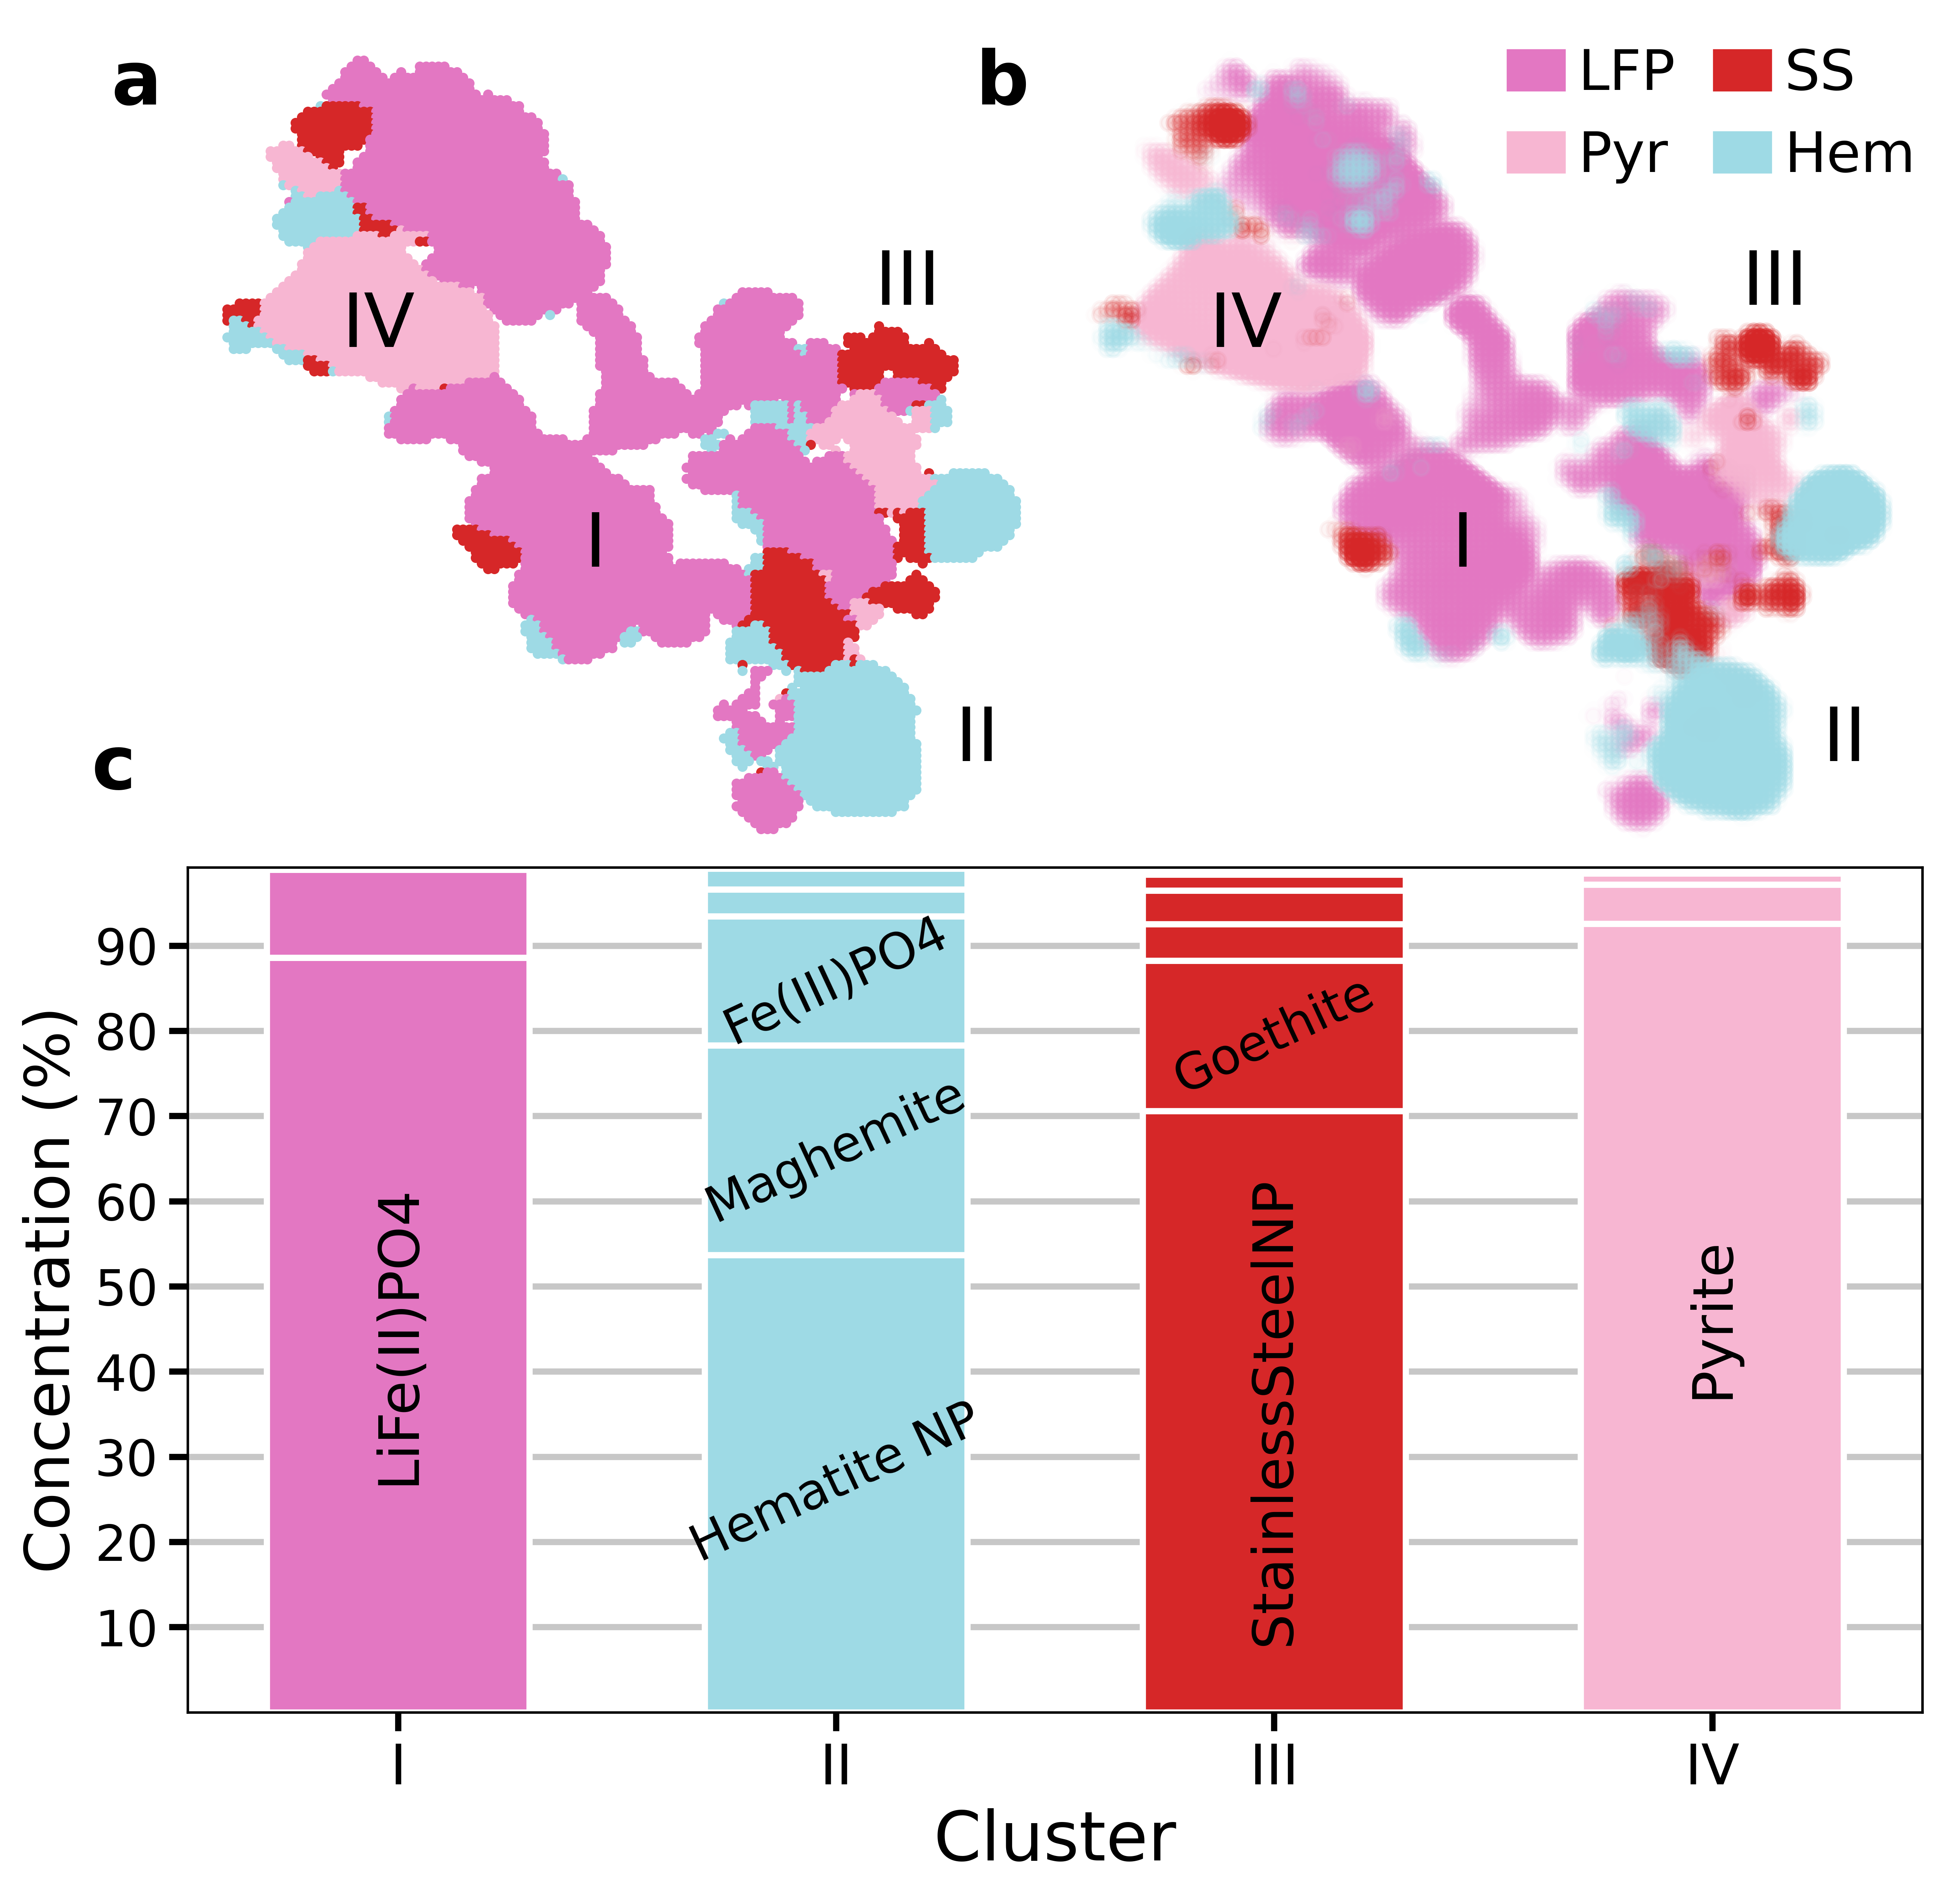 a
b
LFP
SS
Pyr
Hem
III
III
IV
IV
I
I
II
II
c
Concentration (%)
90
80
70
60
50
40
30
20
10
LiFe(II)PO4
Fe(III)PO4
Maghemite
Hematite NP
Goethite
StainlessSteelNP
Pyrite
I
II
III
IV
Cluster